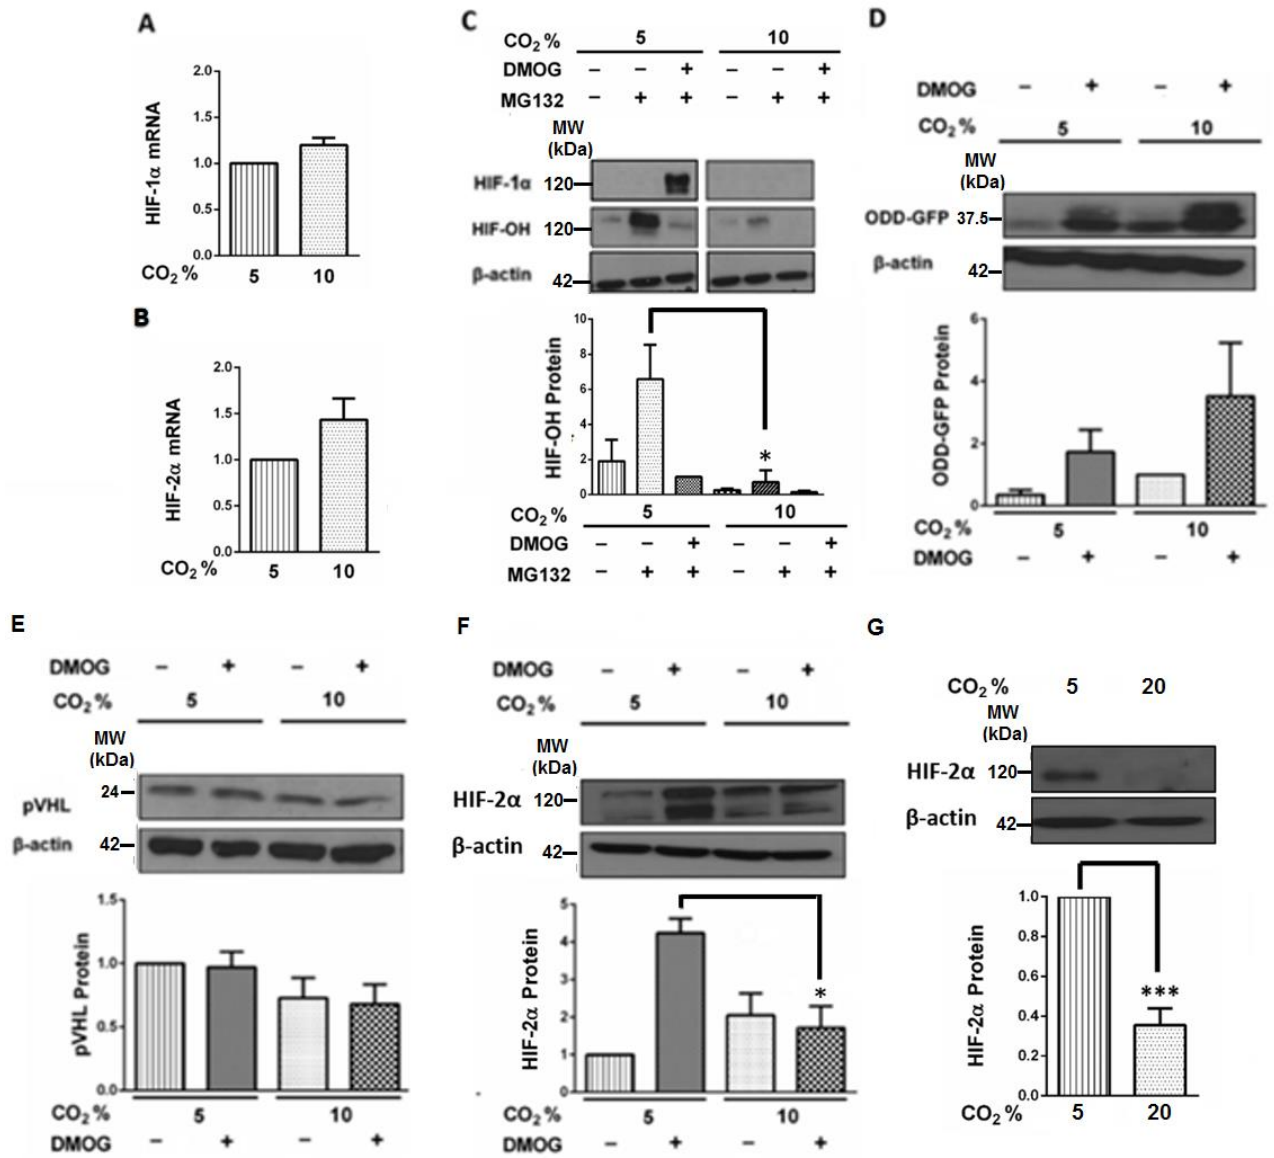 A
HIF-1α mRNA
2.0
1.5
1.0
0.5
0.0
CO2 %
5
10
B
HIF-2α mRNA
2.0
1.5
1.0
0.5
0.0
CO2 %
5
10
C
CO2 % 5 10
DMOG – – + – – +
MG132 – + + – + +
MW
(kDa)
HIF-1α 120
HIF-OH 120
β-actin 42
HIF-OH Protein
10
8
6
4
2
0
*
CO2 % 5 10
DMOG – – + – – +
MG132 – + + – + +
D
DMOG – + – +
CO2 % 5 10
MW
(kDa)
ODD-GFP 37.5
β-actin 42
ODD-GFP Protein
6
4
2
0
CO2 % 5 10
DMOG – + – +
E
DMOG – + – +
CO2 % 5 10
MW
(kDa)
pVHL 24
β-actin 42
pVHL Protein
1.5
1.0
0.5
0.0
CO2 % 5 10
DMOG – + – +
F
DMOG – + – +
CO2 % 5 10
MW
(kDa)
HIF-2α 120
β-actin 42
HIF-2α Protein
5
4
3
2
1
0
*
CO2 % 5 10
DMOG – + – +
G
CO2 % 5 20
MW
(kDa)
HIF-2α 120
β-actin 42
HIF-2α Protein
1.0
0.8
0.6
0.4
0.2
0.0
***
CO2 % 5 20